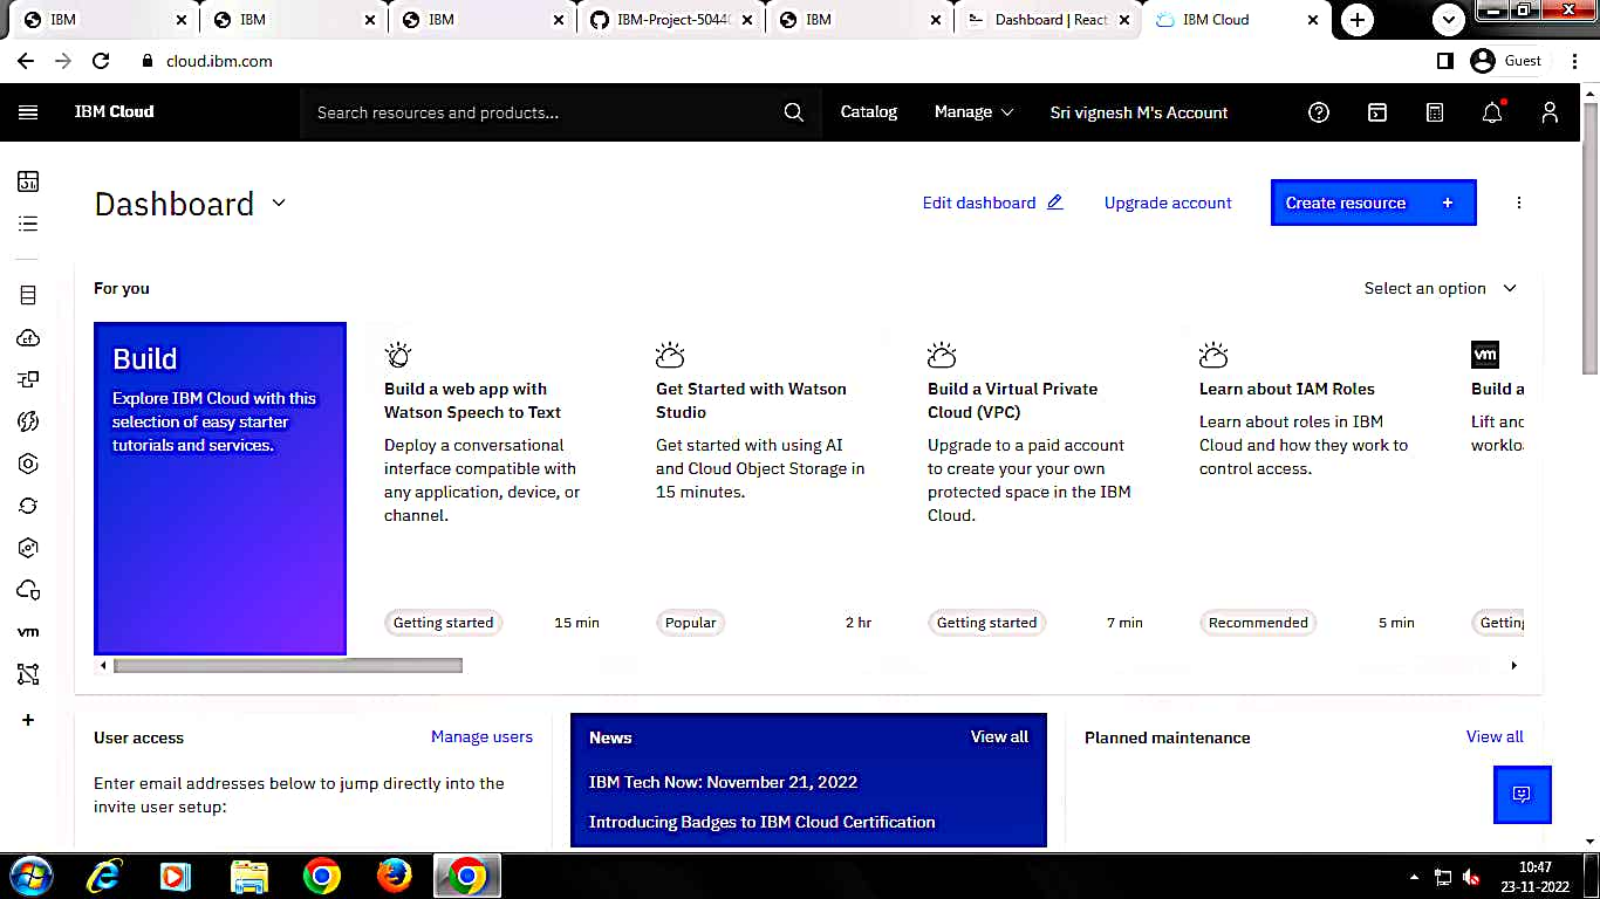 IBM
IBM
IBM
IBM-Project-5044
IBM
Dashboard | React
IBM Cloud
cloud.ibm.com
Guest
IBM Cloud
Search resources and products...
Catalog
Manage
Sri vignesh M's Account
Dashboard
Edit dashboard
Upgrade account
Create resource +
For you
Select an option
Build
Explore IBM Cloud with this
selection of easy starter
tutorials and services.
Build a web app with
Watson Speech to Text
Deploy a conversational
interface compatible with
any application, device, or
channel.
Getting started
15 min
Get Started with Watson
Studio
Get started with using AI
and Cloud Object Storage in
15 minutes.
Popular
2 hr
Build a Virtual Private
Cloud (VPC)
Upgrade to a paid account
to create your your own
protected space in the IBM
Cloud.
Getting started
7 min
Learn about IAM Roles
Learn about roles in IBM
Cloud and how they work to
control access.
Recommended
5 min
vm
Build a
Lift and
worklo
Getting
vm
User access
Manage users
Enter email addresses below to jump directly into the
invite user setup:
News
View all
IBM Tech Now: November 21, 2022
Introducing Badges to IBM Cloud Certification
Planned maintenance
View all
10:47
23-11-2022